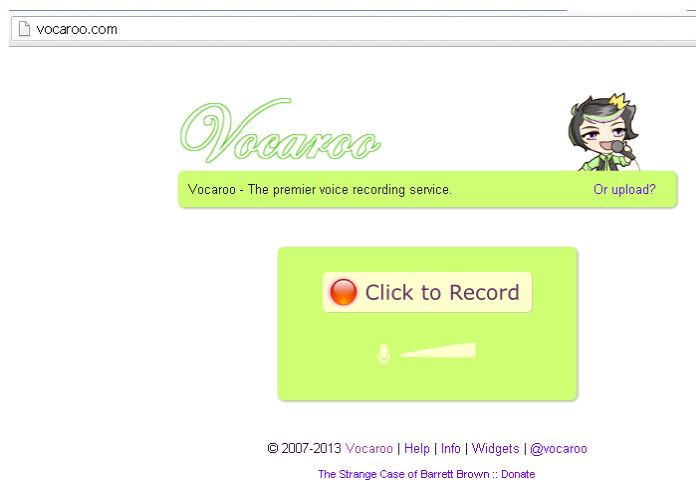 vocaroo.com
Vocaroo
Vocaroo - The premier voice recording service. Or upload?
Click to Record
© 2007-2013 Vocaroo | Help | Info | Widgets | @vocaroo
The Strange Case of Barrett Brown :: Donate